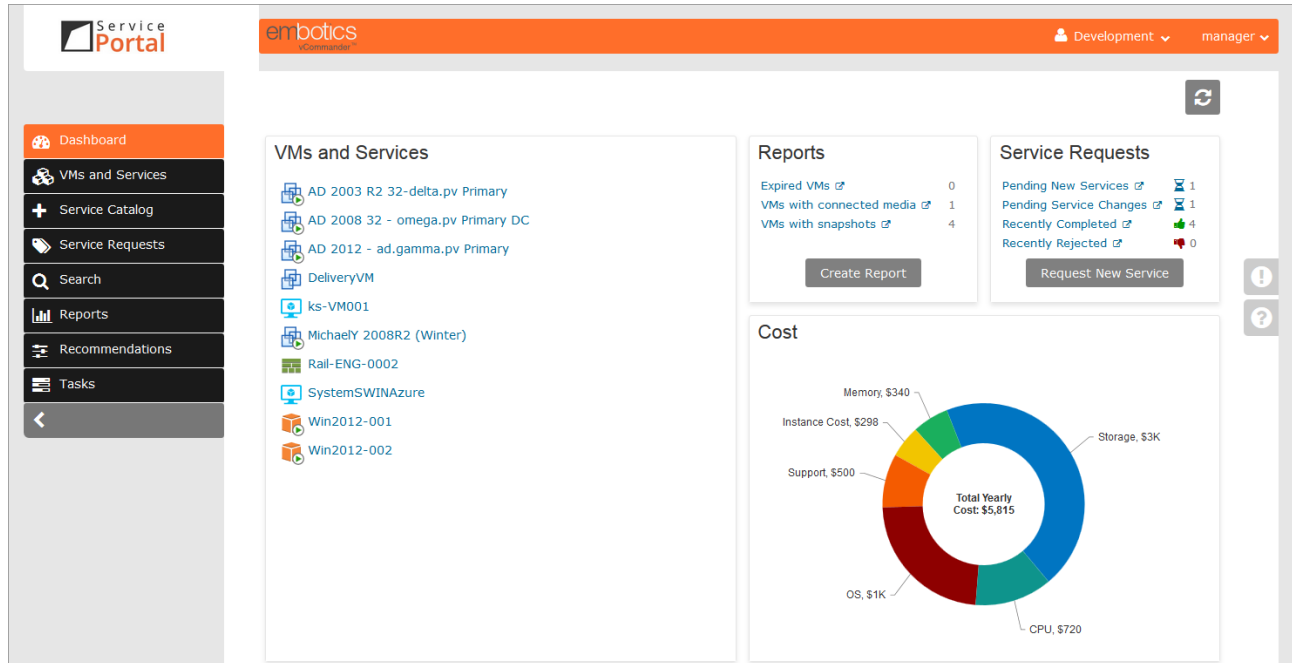 Service
Portal
embotics
vCommander™
Development
manager
Dashboard
VMs and Services
Service Catalog
Service Requests
Search
Reports
Recommendations
Tasks
VMs and Services
AD 2003 R2 32-delta.pv Primary
AD 2008 32 - omega.pv Primary DC
AD 2012 - ad.gamma.pv Primary
DeliveryVM
ks-VM001
MichaelY 2008R2 (Winter)
Rail-ENG-0002
SystemSWINAzure
Win2012-001
Win2012-002
Reports
Expired VMs 0
VMs with connected media 1
VMs with snapshots 4
Create Report
Service Requests
Pending New Services 1
Pending Service Changes 1
Recently Completed 4
Recently Rejected 0
Request New Service
Cost
Memory, $340
Instance Cost, $298
Storage, $3K
Support, $500
Total Yearly
Cost: $5,815
OS, $1K
CPU, $720